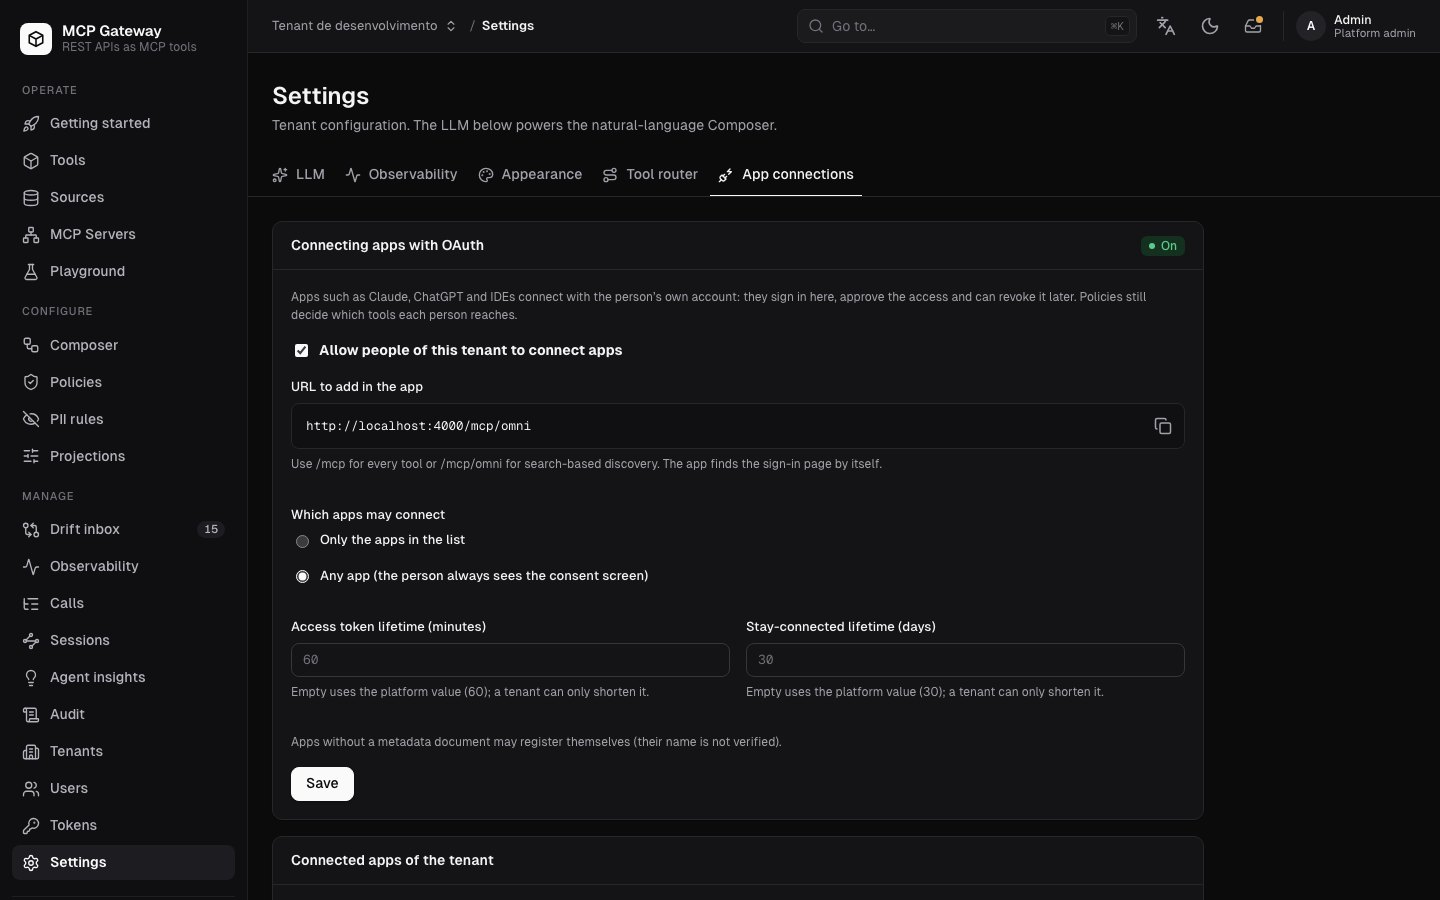 MCP Gateway
REST APIs as MCP tools
OPERATE
Getting started
Tools
Sources
MCP Servers
Playground
CONFIGURE
Composer
Policies
PII rules
Projections
MANAGE
Drift inbox 15
Observability
Calls
Sessions
Agent insights
Audit
Tenants
Users
Tokens
Settings
Tenant de desenvolvimento / Settings
Go to... ⌘K
A
Admin
Platform admin
Settings
Tenant configuration. The LLM below powers the natural-language Composer.
LLM Observability Appearance Tool router App connections
Connecting apps with OAuth On
Apps such as Claude, ChatGPT and IDEs connect with the person's own account: they sign in here, approve the access and can revoke it later. Policies still
decide which tools each person reaches.
Allow people of this tenant to connect apps
URL to add in the app
http://localhost:4000/mcp/omni
Use /mcp for every tool or /mcp/omni for search-based discovery. The app finds the sign-in page by itself.
Which apps may connect
Only the apps in the list
Any app (the person always sees the consent screen)
Access token lifetime (minutes) Stay-connected lifetime (days)
60 30
Empty uses the platform value (60); a tenant can only shorten it. Empty uses the platform value (30); a tenant can only shorten it.
Apps without a metadata document may register themselves (their name is not verified).
Save
Connected apps of the tenant